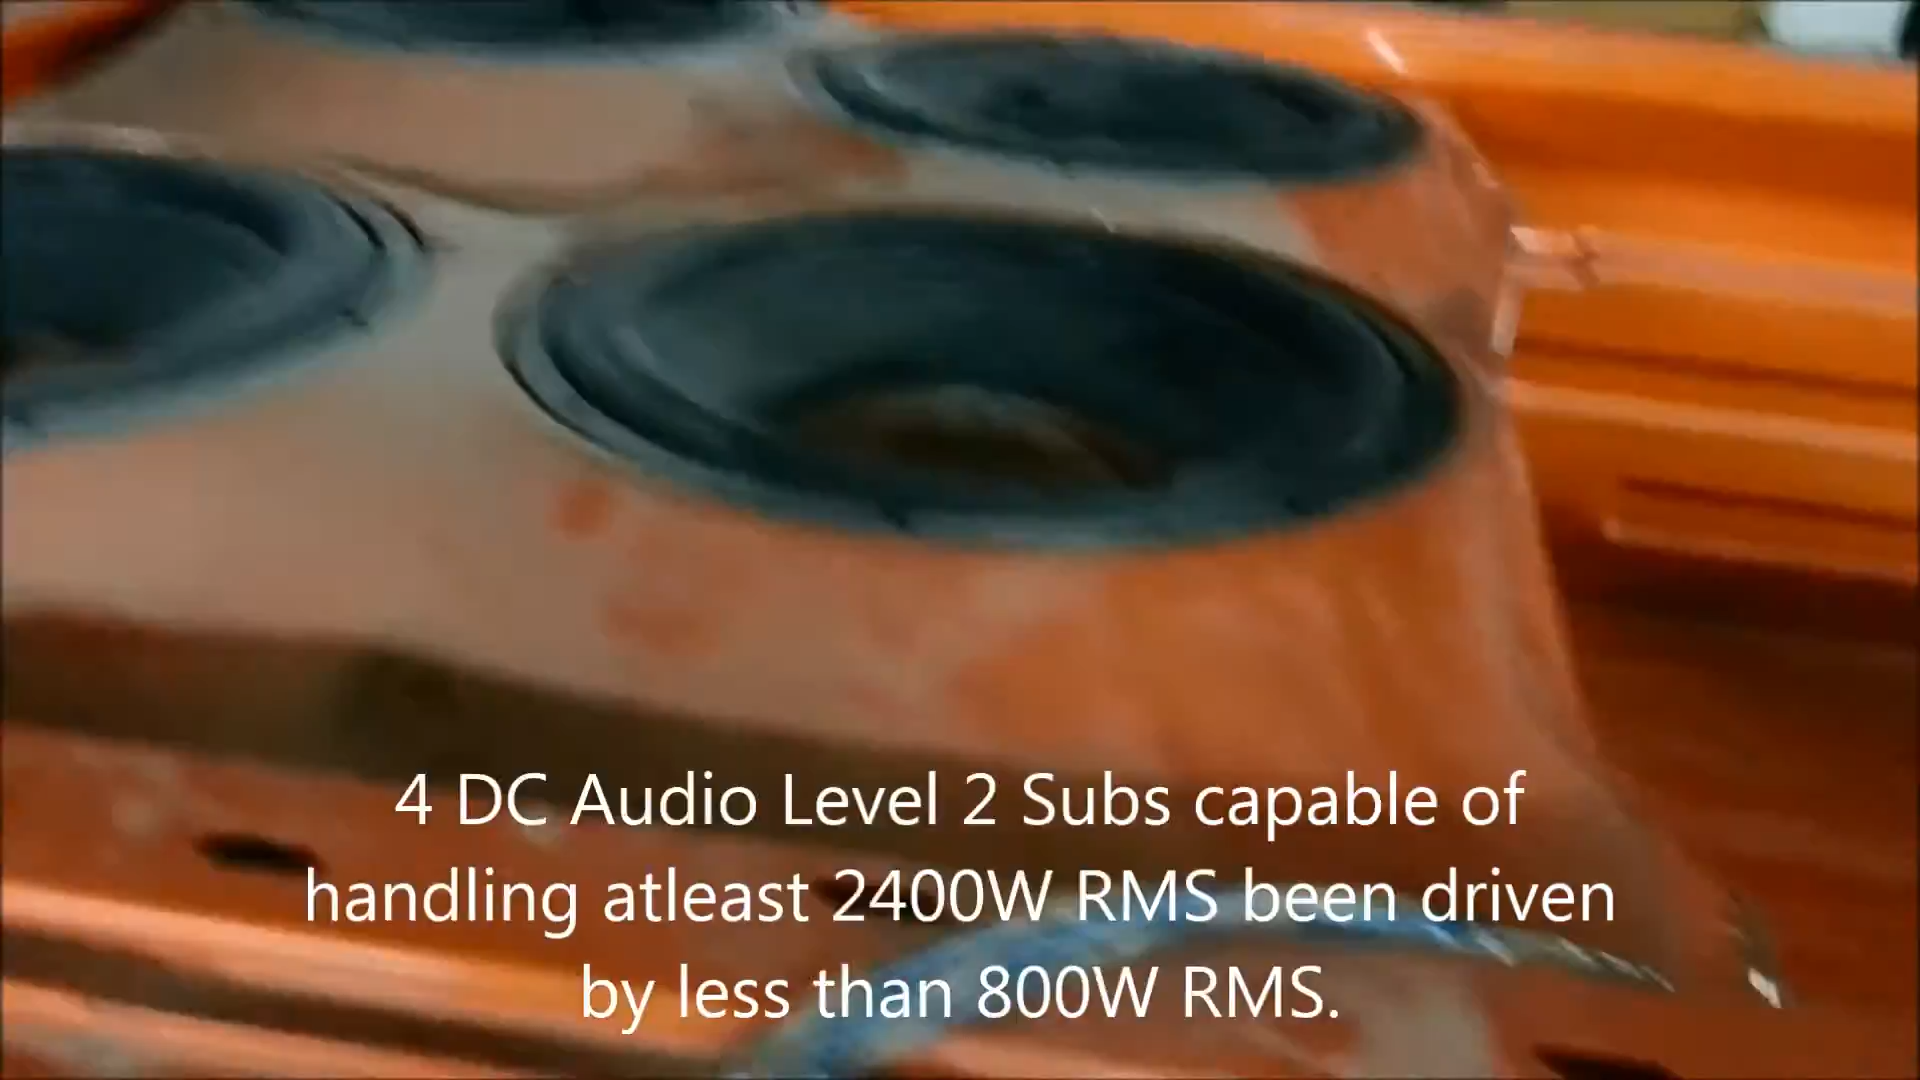 4 DC Audio Level 2 Subs capable of
handling atleast 2400W RMS been driven
by less than 800W RMS.